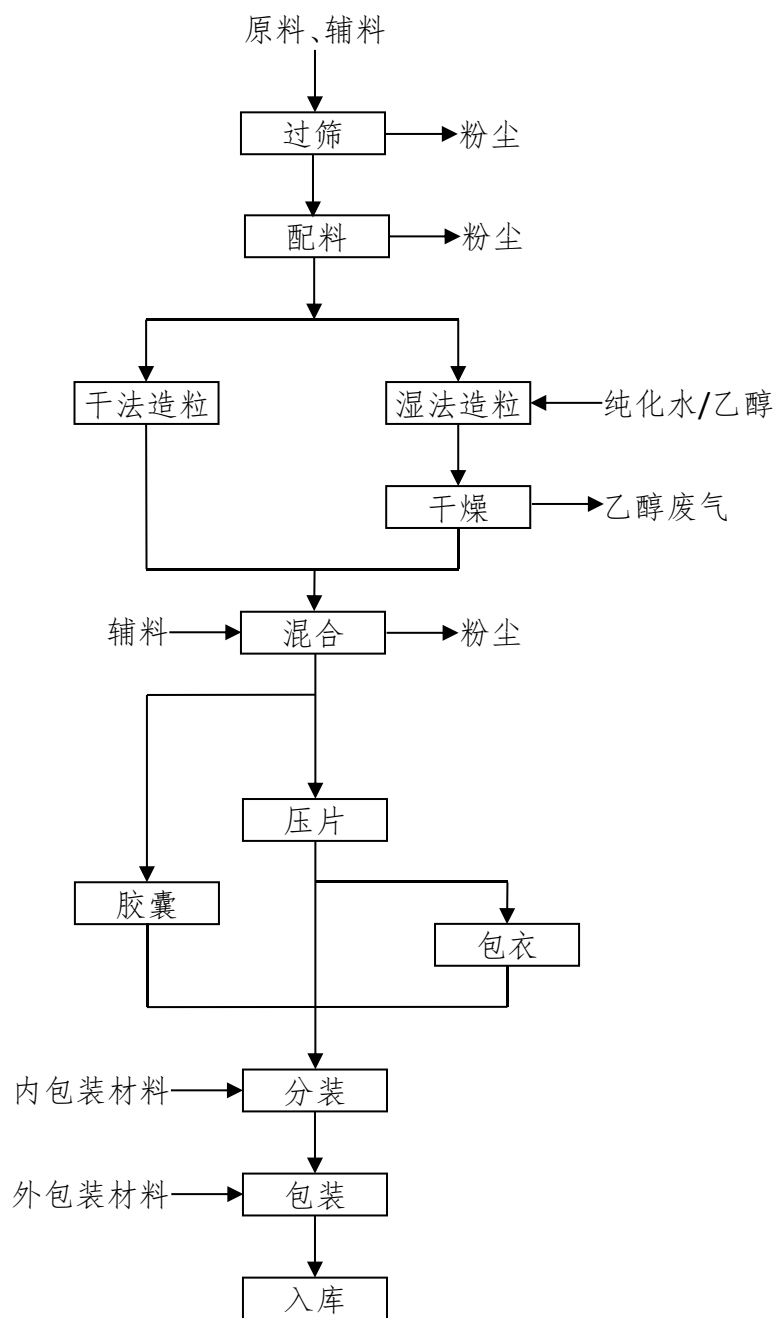 原料、辅料
过筛
粉尘
配料
粉尘
干法造粒
湿法造粒
纯化水/乙醇
干燥
乙醇废气
辅料
混合
粉尘
压片
胶囊
包衣
内包装材料
分装
外包装材料
包装
入库